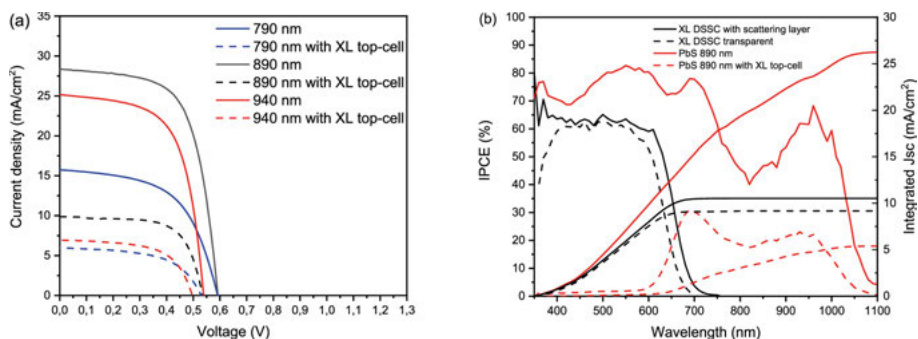 (a)
790 nm
790 nm with XL top-cell
890 nm
890 nm with XL top-cell
940 nm
940 nm with XL top-cell
Current density (mA/cm²)
35
30
25
20
15
10
5
0
0,0 0,1 0,2 0,3 0,4 0,5 0,6 0,7 0,8 0,9 1,0 1,1 1,2 1,3
Voltage (V)
(b)
XL DSSC with scattering layer
XL DSSC transparent
PbS 890 nm
PbS 890 nm with XL top-cell
IPCE (%)
100
90
80
70
60
50
40
30
20
10
0
400 500 600 700 800 900 1000 1100
Wavelength (nm)
30
25
20
15
10
5
0
Integrated Jsc (mA/cm²)